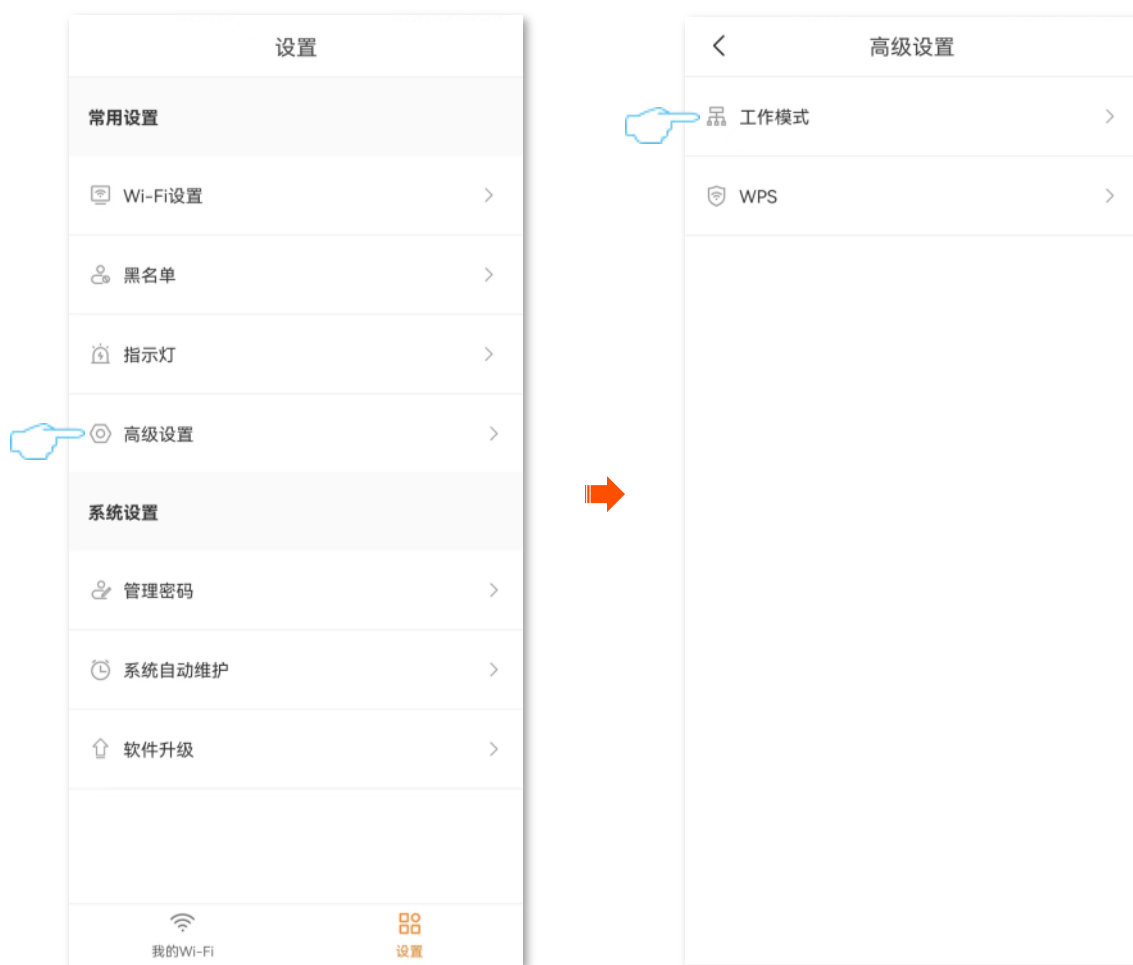 设置
常用设置
Wi-Fi设置
黑名单
指示灯
高级设置
系统设置
管理密码
系统自动维护
软件升级
我的Wi-Fi
设置
高级设置
工作模式
WPS